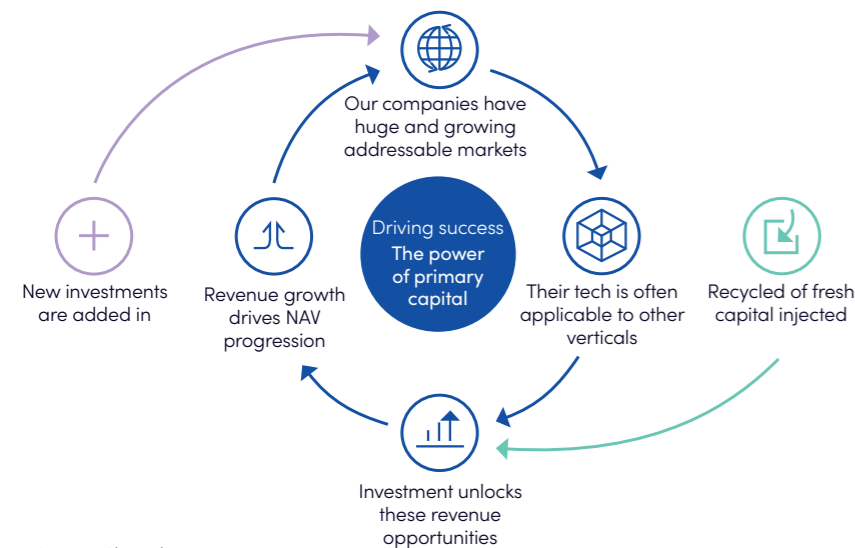 Our companies have
huge and growing
addressable markets
Driving success
The power
of primary
capital
New investments
are added in
Revenue growth
drives NAV
progression
Their tech is often
applicable to other
verticals
Recycled of fresh
capital injected
Investment unlocks
these revenue
opportunities